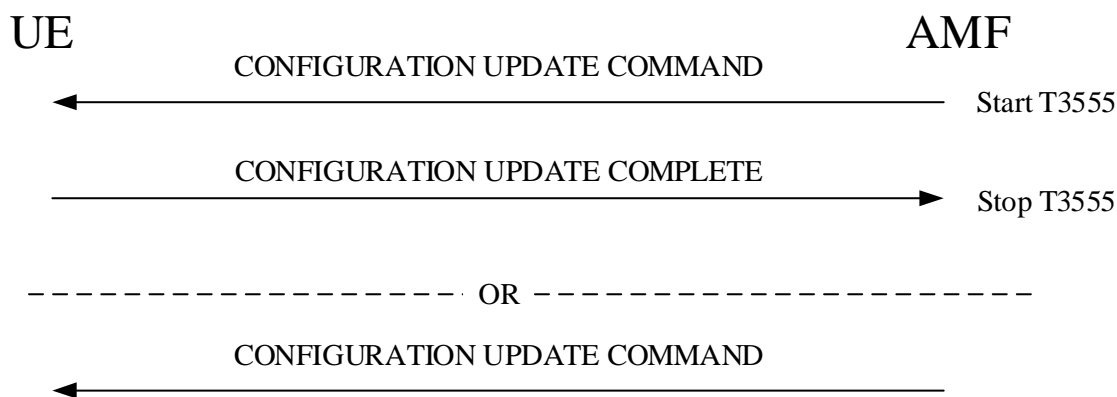 UE AMF
CONFIGURATION UPDATE COMMAND
Start T3555
CONFIGURATION UPDATE COMPLETE
Stop T3555
OR
CONFIGURATION UPDATE COMMAND